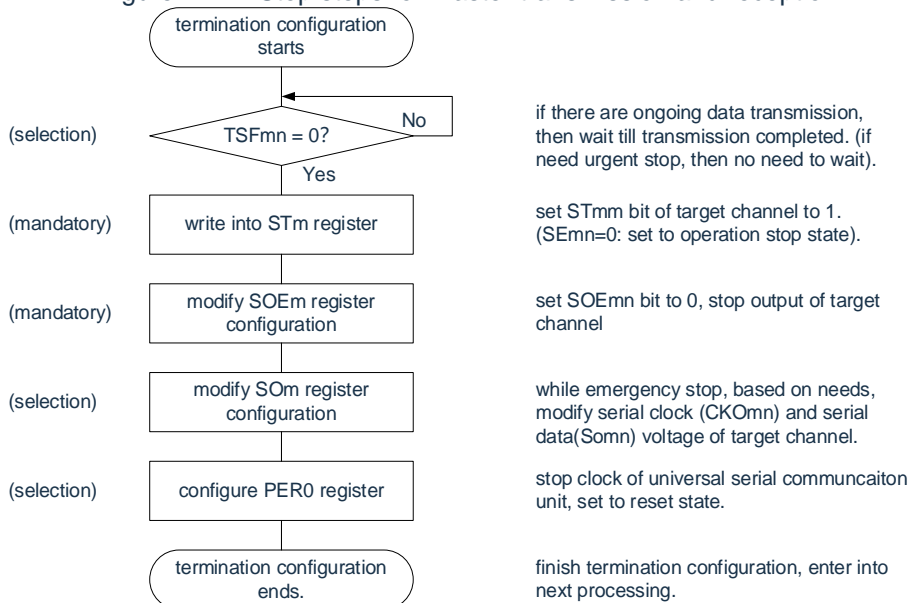 termination configuration
starts
(selection)
TSFmn = 0?
No
if there are ongoing data transmission,
then wait till transmission completed. (if
need urgent stop, then no need to wait).
Yes
(mandatory)
write into STm register
set STmm bit of target channel to 1.
(SEmn=0: set to operation stop state).
(mandatory)
modify SOEm register
configuration
set SOEmn bit to 0, stop output of target
channel
(selection)
modify SOm register
configuration
while emergency stop, based on needs,
modify serial clock (CKOmn) and serial
data(Somn) voltage of target channel.
(selection)
configure PER0 register
stop clock of universal serial communcaiton
unit, set to reset state.
termination configuration
ends.
finish termination configuration, enter into
next processing.